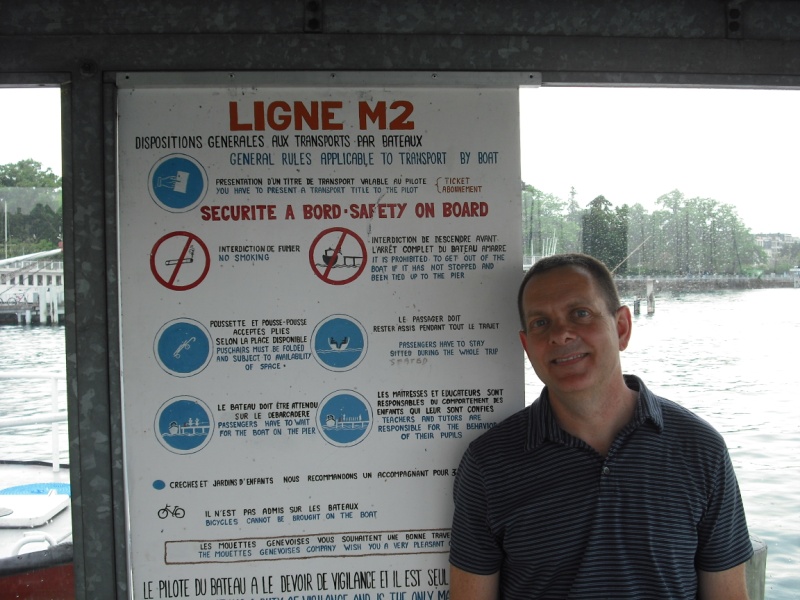 LIGNE M2
DISPOSITIONS GENERALES AUX TRANSPORTS PAR BATEAUX
GENERAL RULES APPLICABLE TO TRANSPORT BY BOAT
PRESENTATION D'UN TITRE DE TRANSPORT VALABLE AU PILOTE
YOU HAVE TO PRESENT A TRANSPORT TITLE TO THE PILOT
TICKET
ABONNEMENT
SECURITE A BORD-SAFETY ON BOARD
INTERDICTION DE FUMER
NO SMOKING
INTERDICTION DE DESCENDRE AVANT
L'ARRÊT COMPLET DU BATEAU AMARRE
IT IS PROHIBITED TO GET OUT OF THE
BOAT IF IT HAS NOT STOPPED AND
BEEN TIED UP TO THE PIER
POUSSETTE ET POUSSE-POUSSE
ACCEPTES PLIES
SELON LA PLACE DISPONIBLE
PUSCHAIRS MUST BE FOLDED
AND SUBJECT TO AVAILABILITY
OF SPACE
LE PASSAGER DOIT
RESTER ASSIS PENDANT TOUT LE TRAJET
PASSENGERS HAVE TO STAY
SITTED DURING THE WHOLE TRIP
LE BATEAU DOIT ÊTRE ATTENDU
SUR LE DEBARCADERE
PASSENGERS HAVE TO WAIT
FOR THE BOAT ON THE PIER
LES MAÎTRESSES ET EDUCATEURS SONT
RESPONSABLES DU COMPORTEMENT DES
ENFANTS QUI LEUR SONT CONFIES
TEACHERS AND TUTORS ARE
RESPONSIBLE FOR THE BEHAVIOR
OF THEIR PUPILS
CRECHES ET JARDINS D'ENFANTS NOUS RECOMMANDONS UN ACCOMPAGNANT POUR
IL N'EST PAS ADMIS SUR LES BATEAUX
BICYCLES CANNOT BE BROUGHT ON THE BOAT
LES MOUETTES GENEVOISES VOUS SOUHAITENT UNE BONNE
THE MOUETTES GENEVOISES COMPANY WISH YOU A VERY PLEASANT
LE PILOTE DU BATEAU A LE DEVOIR DE VIGILANCE ET IL EST SEUL
DUTY OF VIGILANCE AND IS THE ONLY